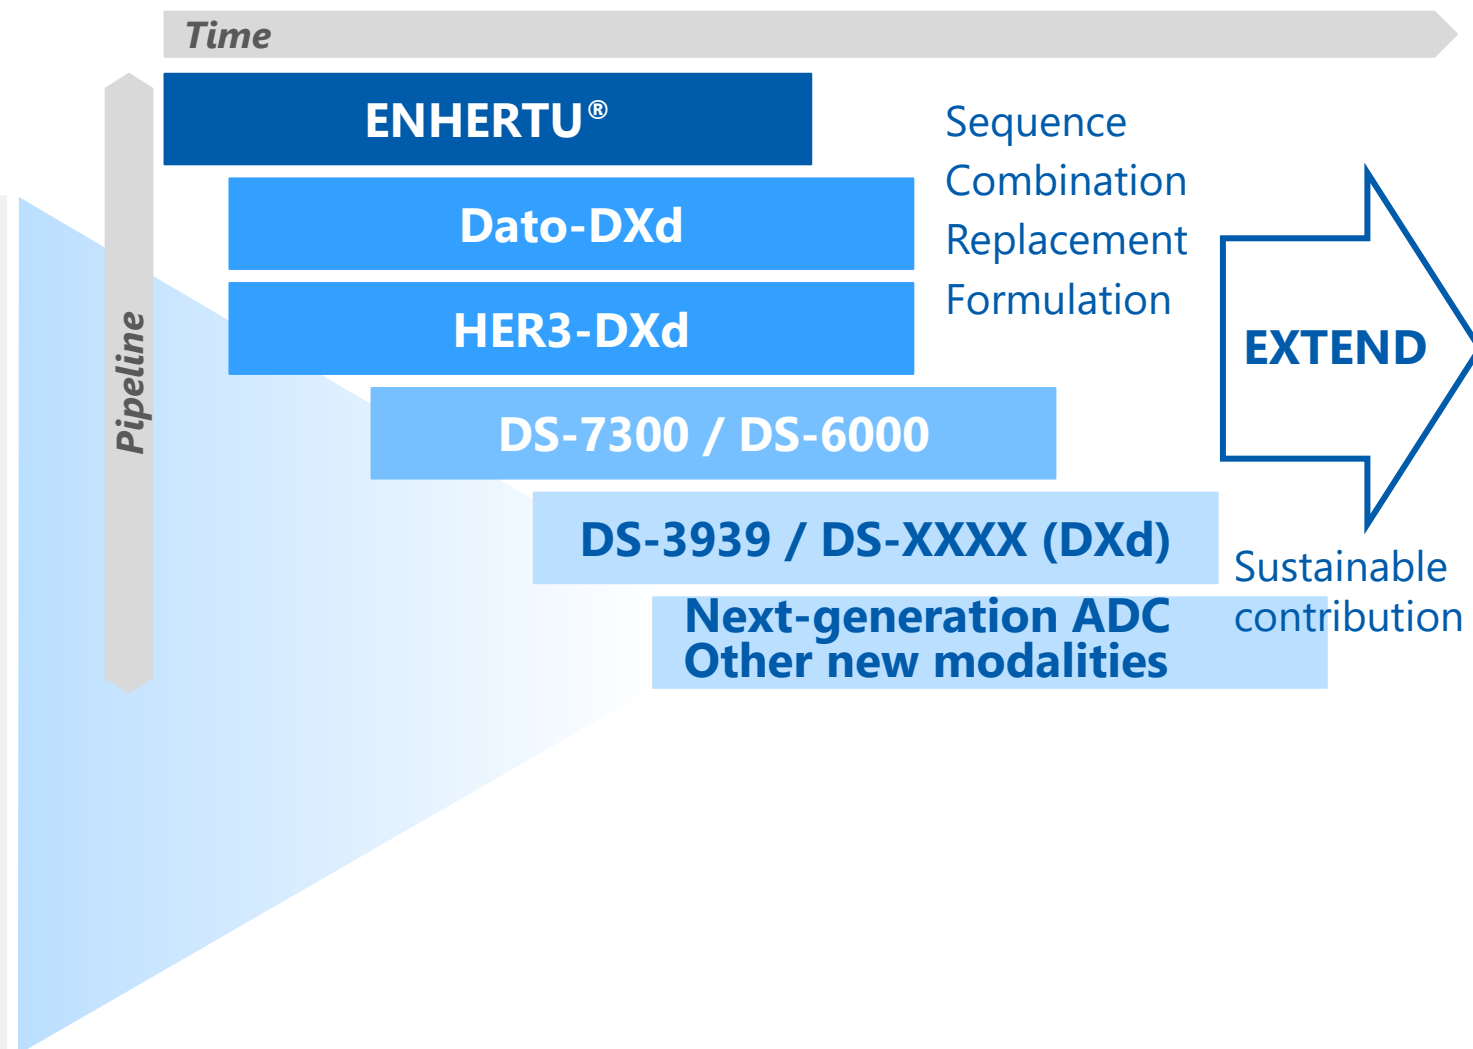 Time
Pipeline
ENHERTU®
Dato-DXd
HER3-DXd
DS-7300 / DS-6000
DS-3939 / DS-XXXX (DXd)
Next-generation ADC
Other new modalities
Sequence
Combination
Replacement
Formulation
EXTEND
Sustainable
contribution